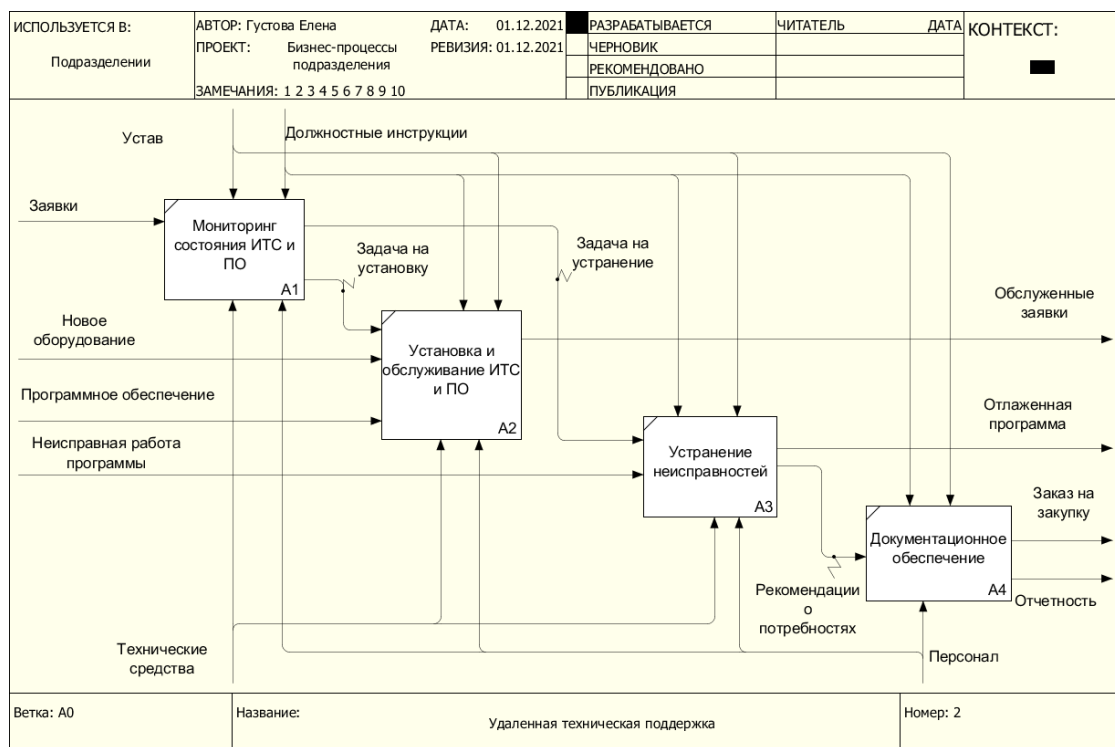 ИСПОЛЬЗУЕТСЯ В:
Подразделении
АВТОР: Густова Елена
ДАТА: 01.12.2021
ПРОЕКТ: Бизнес-процессы
подразделения
РЕВИЗИЯ: 01.12.2021
ЗАМЕЧАНИЯ: 1 2 3 4 5 6 7 8 9 10
РАЗРАБАТЫВАЕТСЯ
ЧЕРНОВИК
РЕКОМЕНДОВАНО
ПУБЛИКАЦИЯ
ЧИТАТЕЛЬ
ДАТА
КОНТЕКСТ:
Устав
Должностные инструкции
Заявки
Мониторинг
состояния ИТС и
ПО
A1
Задача на
установку
Задача на
устранение
Новое
оборудование
Обслуженные
заявки
Установка и
обслуживание ИТС
и ПО
A2
Программное обеспечение
Отлаженная
программа
Неисправная работа
программы
Устранение
неисправностей
A3
Заказ на
закупку
Документационное
обеспечение
A4
Рекомендации
о
потребностях
Отчетность
Технические
средства
Персонал
Ветка: A0
Название:
Удаленная техническая поддержка
Номер: 2